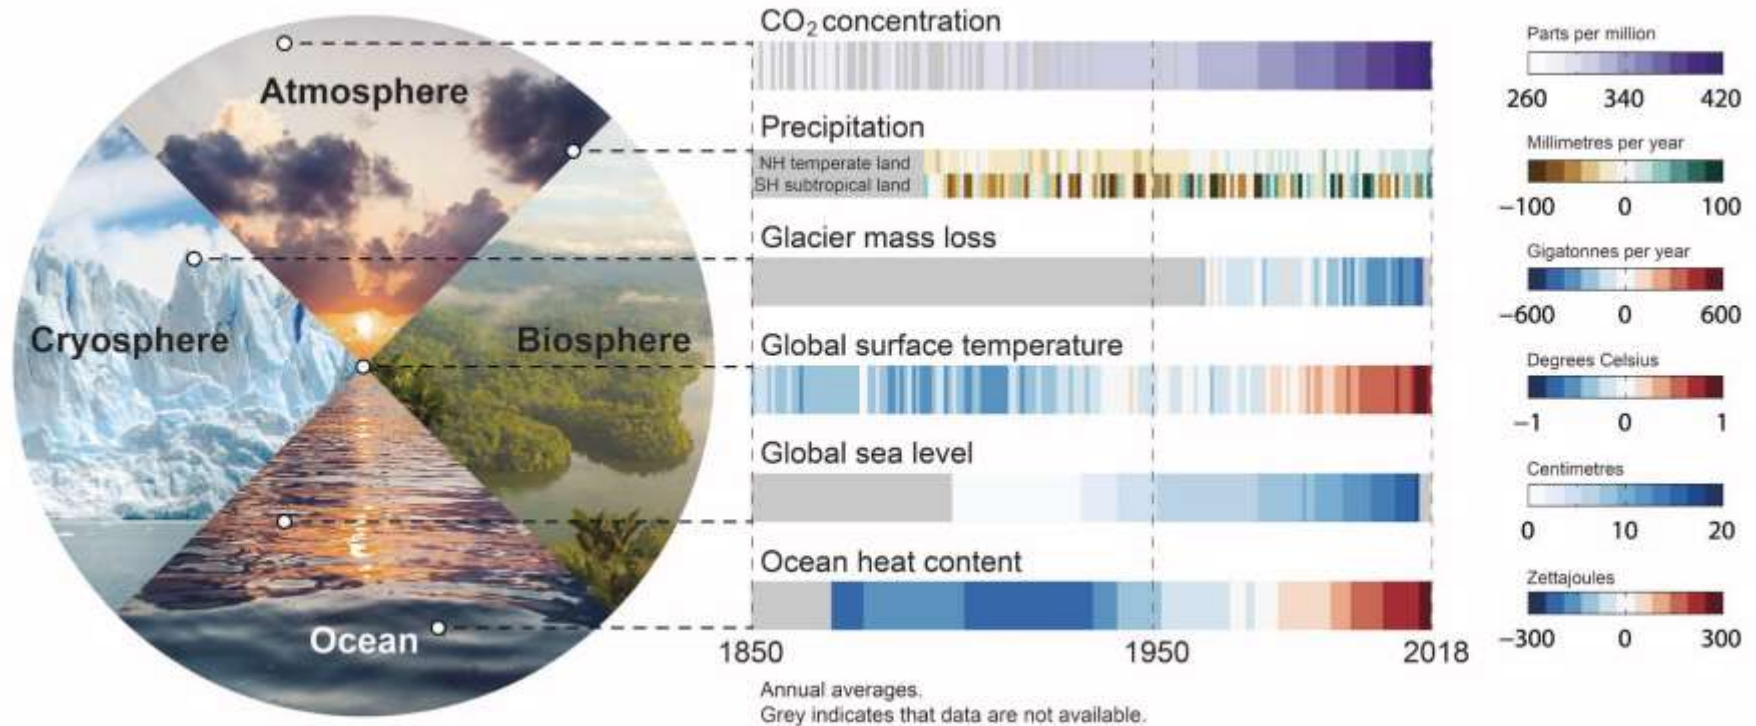 Atmosphere
Cryosphere
Biosphere
Ocean
CO₂ concentration
Precipitation
NH temperate land
SH subtropical land
Glacier mass loss
Global surface temperature
Global sea level
Ocean heat content
1850 1950 2018
Annual averages.
Grey indicates that data are not available.
Parts per million
260 340 420
Millimetres per year
−100 0 100
Gigatonnes per year
−600 0 600
Degrees Celsius
−1 0 1
Centimetres
0 10 20
Zettajoules
−300 0 300